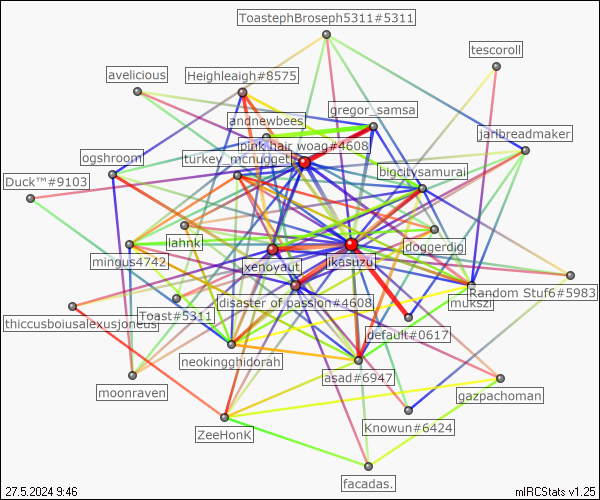 ToastephBroseph5311#5311
tescoroll
avelicious
Heighleaigh#8575
gregor_samsa
andnewbees
jarlbreadmaker
pink hair woag#4608
ogshroom
turkey_mcnugget
bigcitysamurai
Duck™#9103
lahnk
doggerdig
mingus4742
xenoyaut
ikasuzu
Random Stuf6#5983
disaster of passion#4608
mukszi
thiccusboiusalexusjoneus
Toast#5311
default#0617
neokingghidorah
asad#6947
moonraven
gazpachoman
ZeeHonK
Knowun#6424
facadas.
27.5.2024 9:46
mIRCStats v1.25